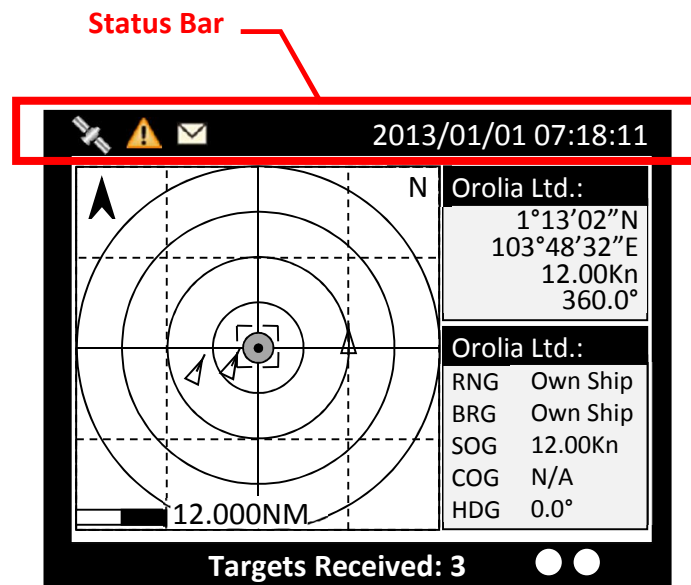 Status Bar
2013/01/01 07:18:11
N
12.000NM
Orolia Ltd.:
1°13’02”N
103°48’32”E
12.00Kn
360.0°
Orolia Ltd.:
RNG Own Ship
BRG Own Ship
SOG 12.00Kn
COG N/A
HDG 0.0°
Targets Received: 3